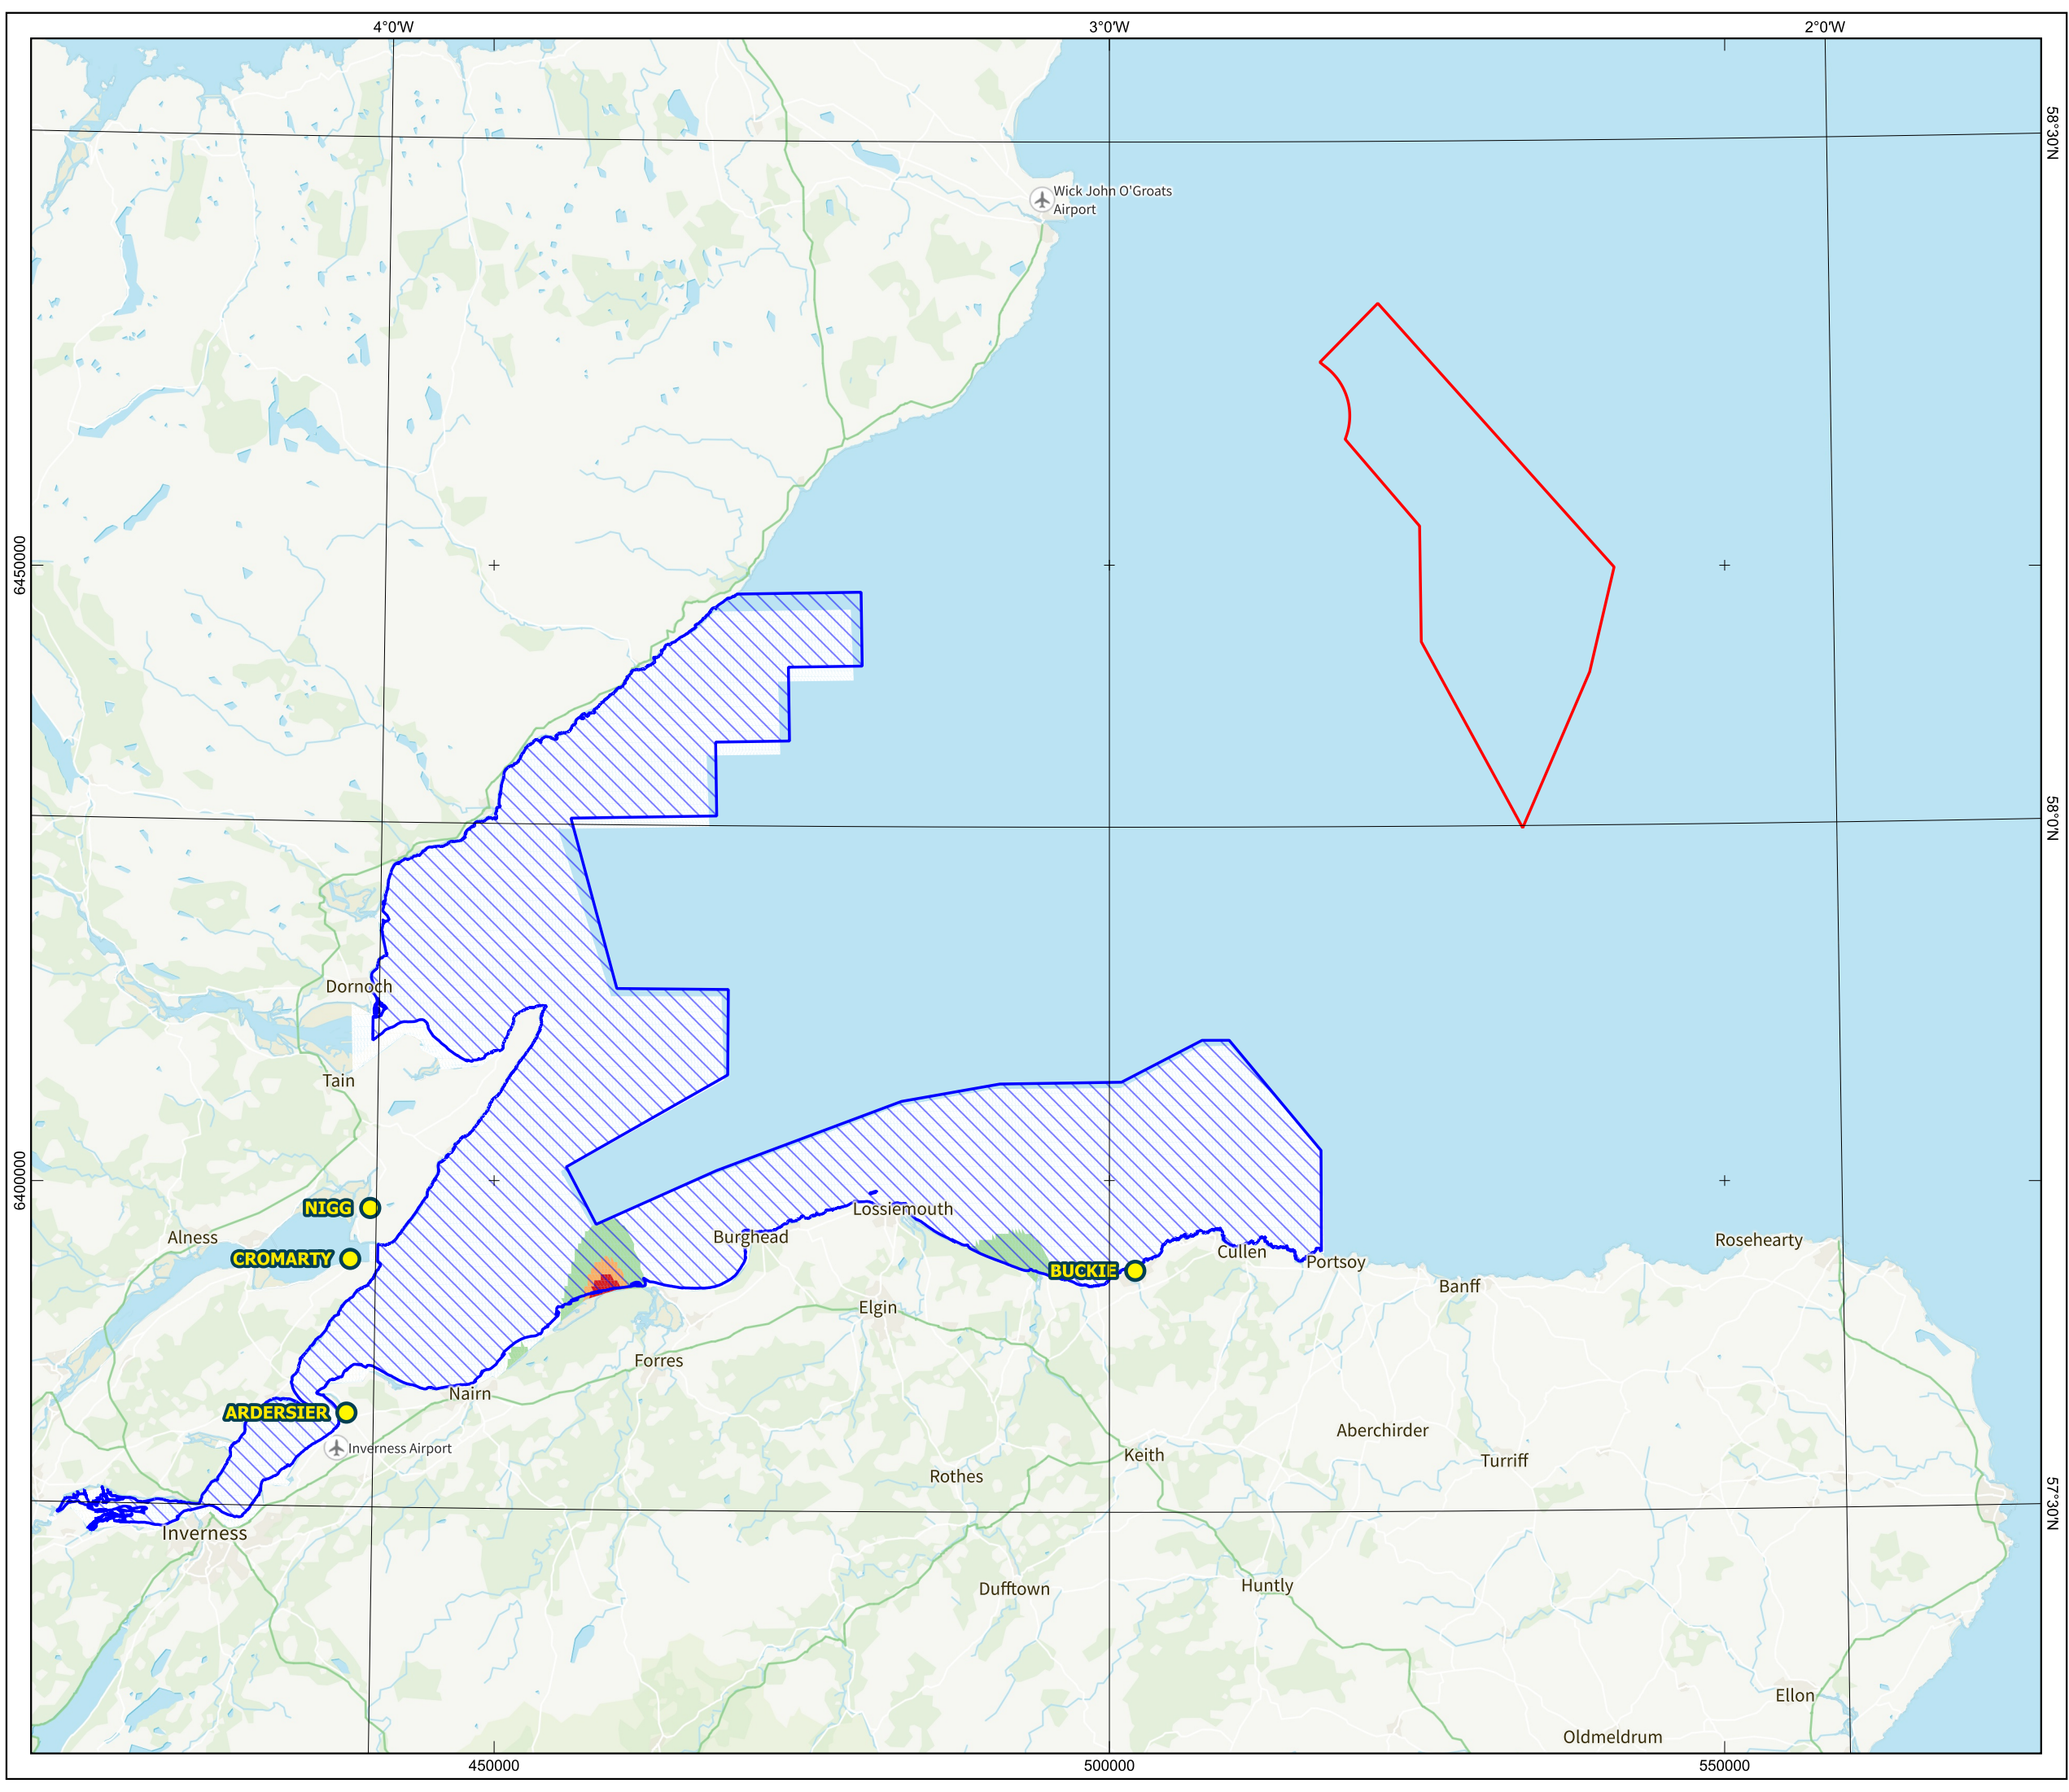 4°0'W
3°0'W
2°0'W
58°30'N
Wick John O'Groats
Airport
6450000
58°0'N
Dornoch
Tain
6400000
NIGG
Lossiemouth
Alness
Burghead
Rosehearty
CROMARTY
Cullen
Portsoy
BUCKIE
Banff
Elgin
Forres
Nairn
ARDERSIER
Inverness Airport
Aberchirder
Keith
Turriff
Rothes
57°30'N
Inverness
Huntly
Dufftown
Ellon
Oldmeldrum
450000
500000
550000